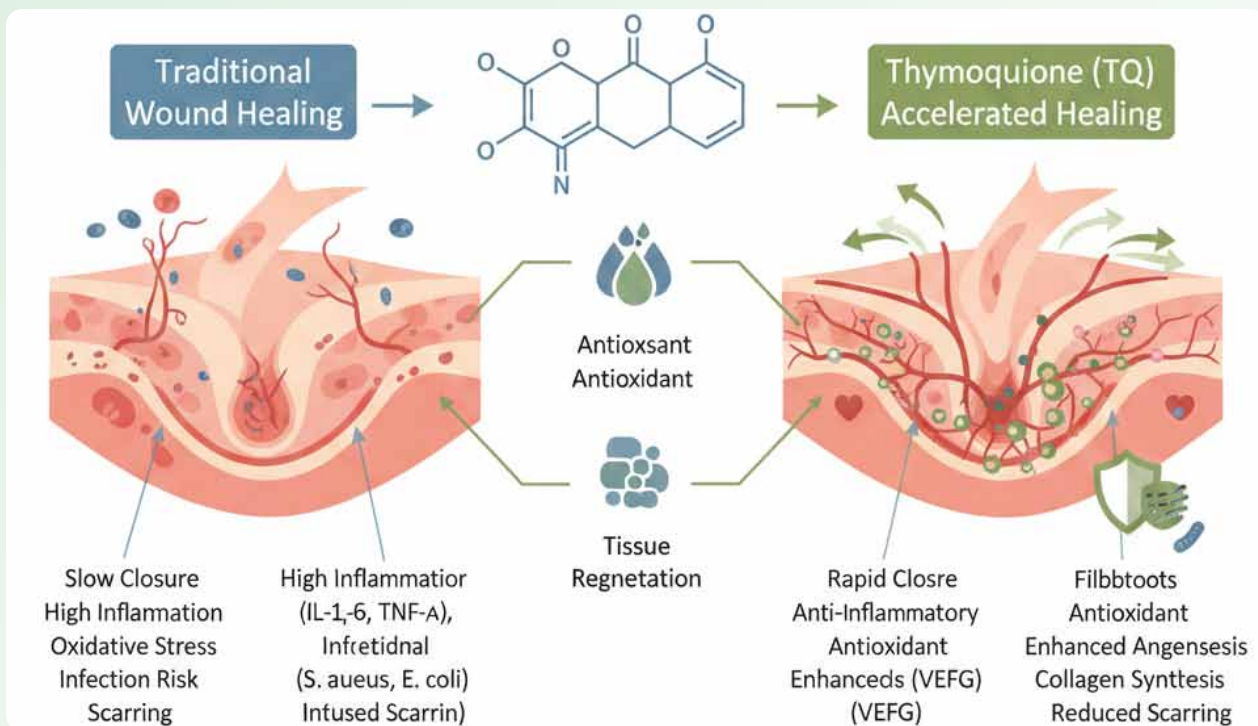 Traditional
Wound Healing
O
O
O
O
O
N
Thymoquione (TQ)
Accelerated Healing
Antioxsant
Antioxidant
Tissue
Regnetation
Slow Closure
High Inflamation
Oxidative Stress
Infection Risk
Scarring
High Inflammatior
(IL-1,-6, TNF-A),
Infɛetidnal
(S. aueus, E. coli)
Intused Scarrin)
Rapid Closre
Anti-Inflammatory
Antioxidant
Enhanceds (VEFG)
(VEFG)
Filbbtoots
Antioxidant
Enhanced Angensesis
Collagen Synttesis
Reduced Scarring